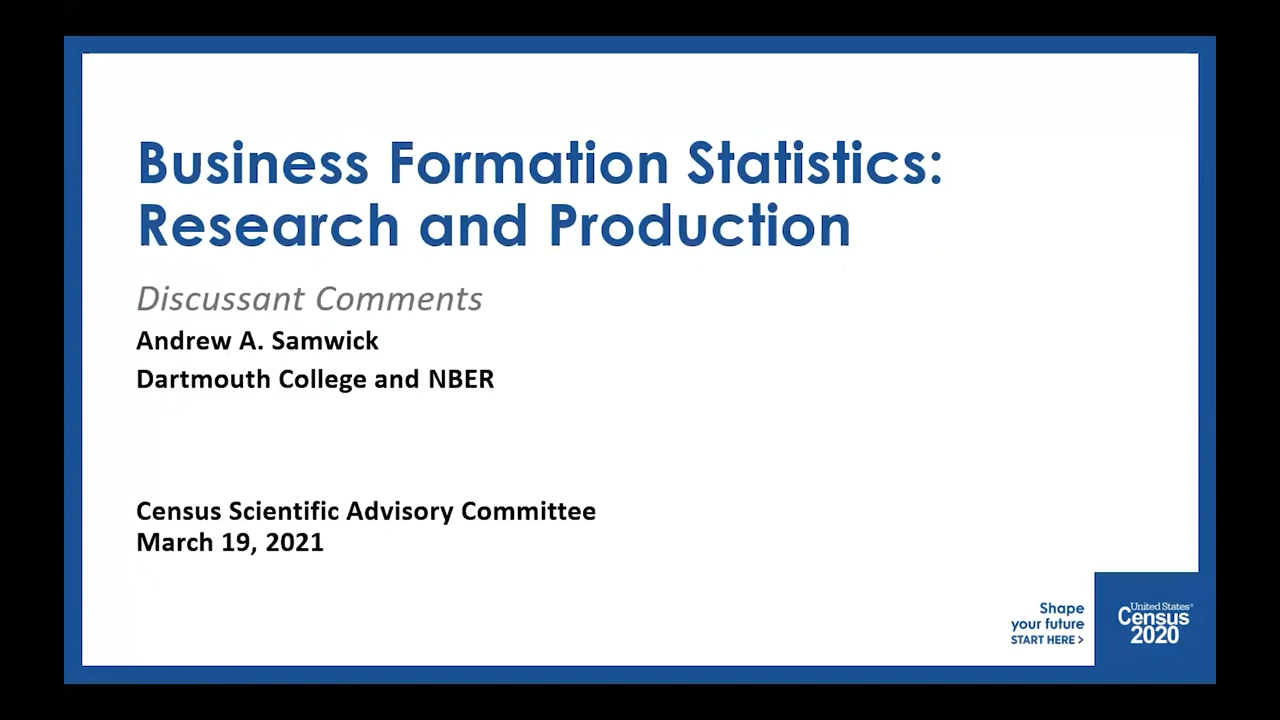 Business Formation Statistics:
Research and Production
Discussant Comments
Andrew A. Samwick
Dartmouth College and NBER
Census Scientific Advisory Committee
March 19, 2021
Shape
your future
START HERE >
United States®
Census
2020